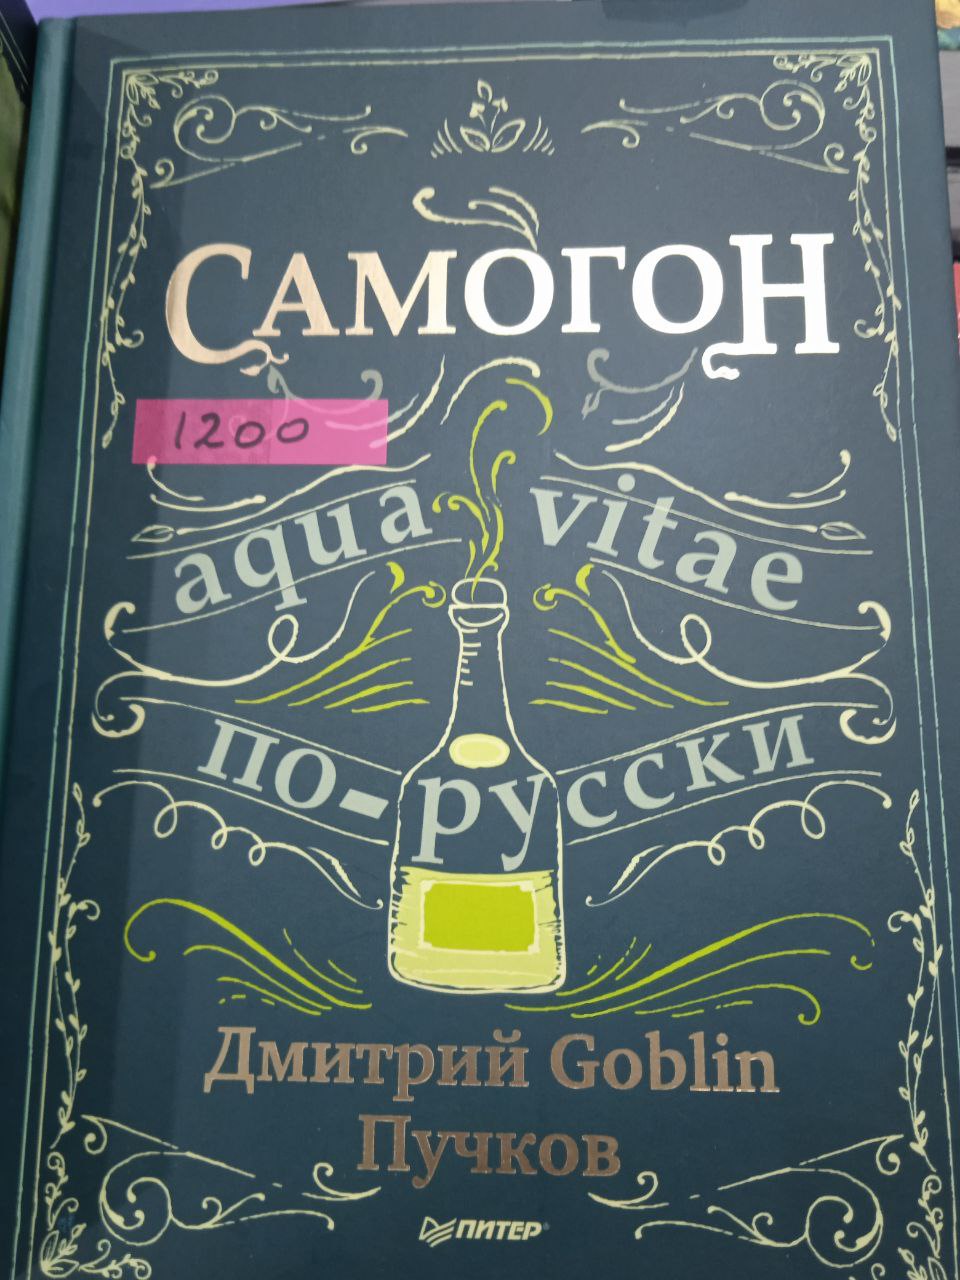 Самогон
1200
aqua vitae
по-русски
Дмитрий Goblin
Пучков
ПИТЕР®